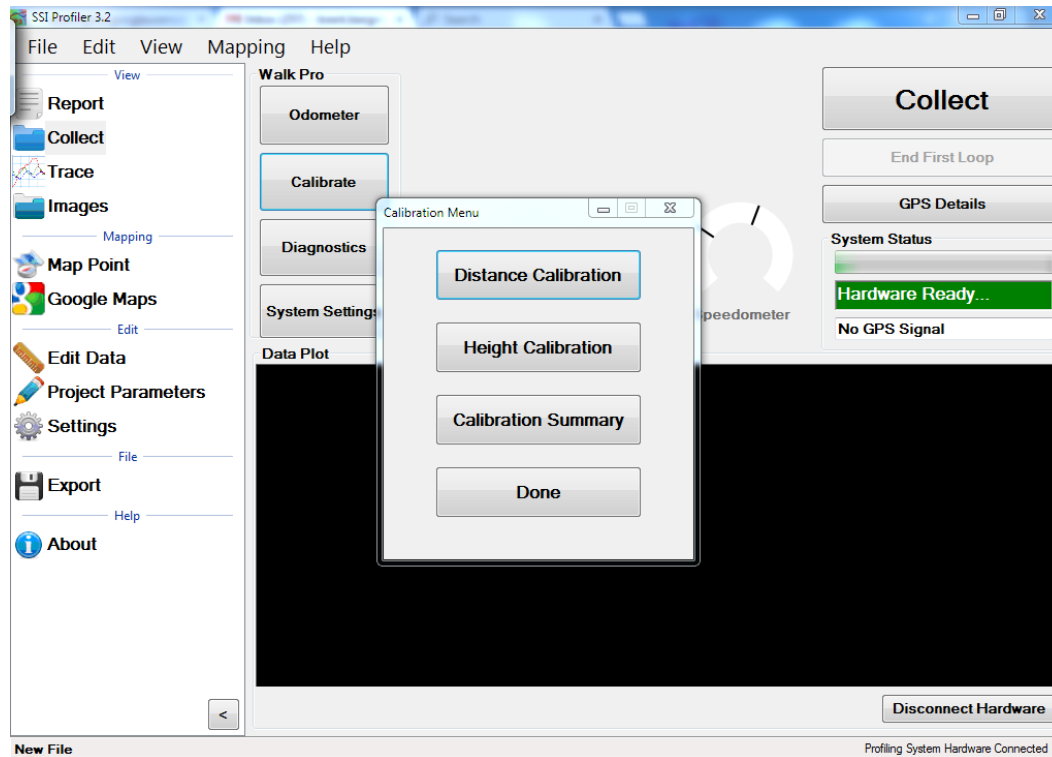 SSI Profiler 3.2
File Edit View Mapping Help
View
Report
Collect
Trace
Images
Mapping
Map Point
Google Maps
Edit
Edit Data
Project Parameters
Settings
File
Export
Help
About
<
Walk Pro
Odometer
Calibrate
Diagnostics
System Settings
Calibration Menu
Distance Calibration
Height Calibration
Calibration Summary
Done
Speedometer
Collect
End First Loop
GPS Details
System Status
Hardware Ready...
No GPS Signal
Data Plot
Disconnect Hardware
New File
Profiling System Hardware Connected